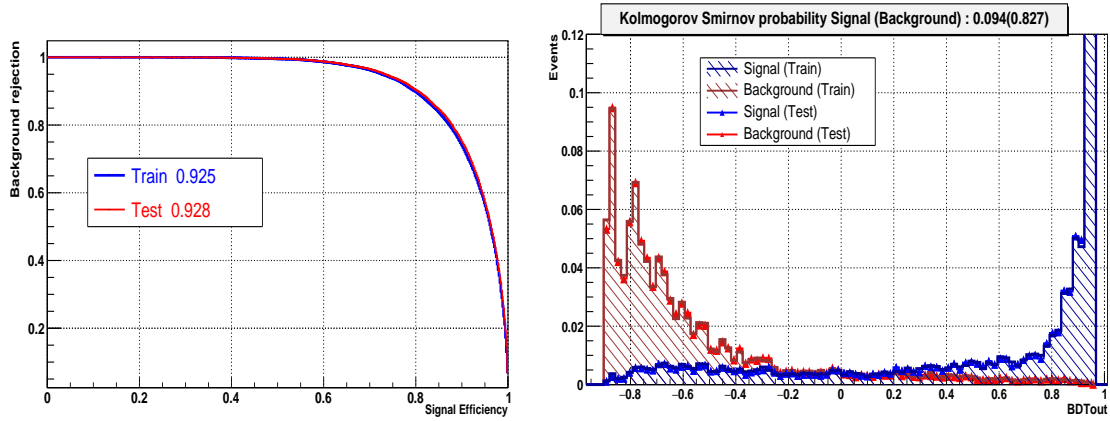 Background rejection
1
0.8
0.6
0.4
0.2
Train 0.925
Test 0.928
0
0.2
0.4
0.6
0.8
1
Signal Efficiency
Kolmogorov Smirnov probability Signal (Background) : 0.094(0.827)
Events
0.12
0.1
0.08
0.06
0.04
0.02
0
Signal (Train)
Background (Train)
Signal (Test)
Background (Test)
−0.8
−0.6
−0.4
−0.2
0
0.2
0.4
0.6
0.8
1
BDTout